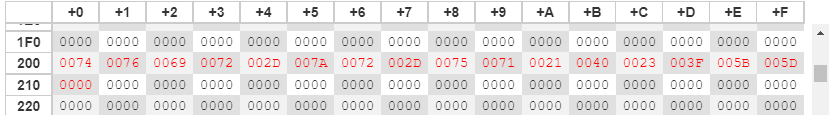 +0 +1 +2 +3 +4 +5 +6 +7 +8 +9 +A +B +C +D +E +F
1F0 0000 0000 0000 0000 0000 0000 0000 0000 0000 0000 0000 0000 0000 0000 0000 0000
200 0074 0076 0069 0072 002D 007A 0072 002D 0075 0071 0021 0040 0023 003F 005B 005D
210 0000 0000 0000 0000 0000 0000 0000 0000 0000 0000 0000 0000 0000 0000 0000 0000
220 0000 0000 0000 0000 0000 0000 0000 0000 0000 0000 0000 0000 0000 0000 0000 0000